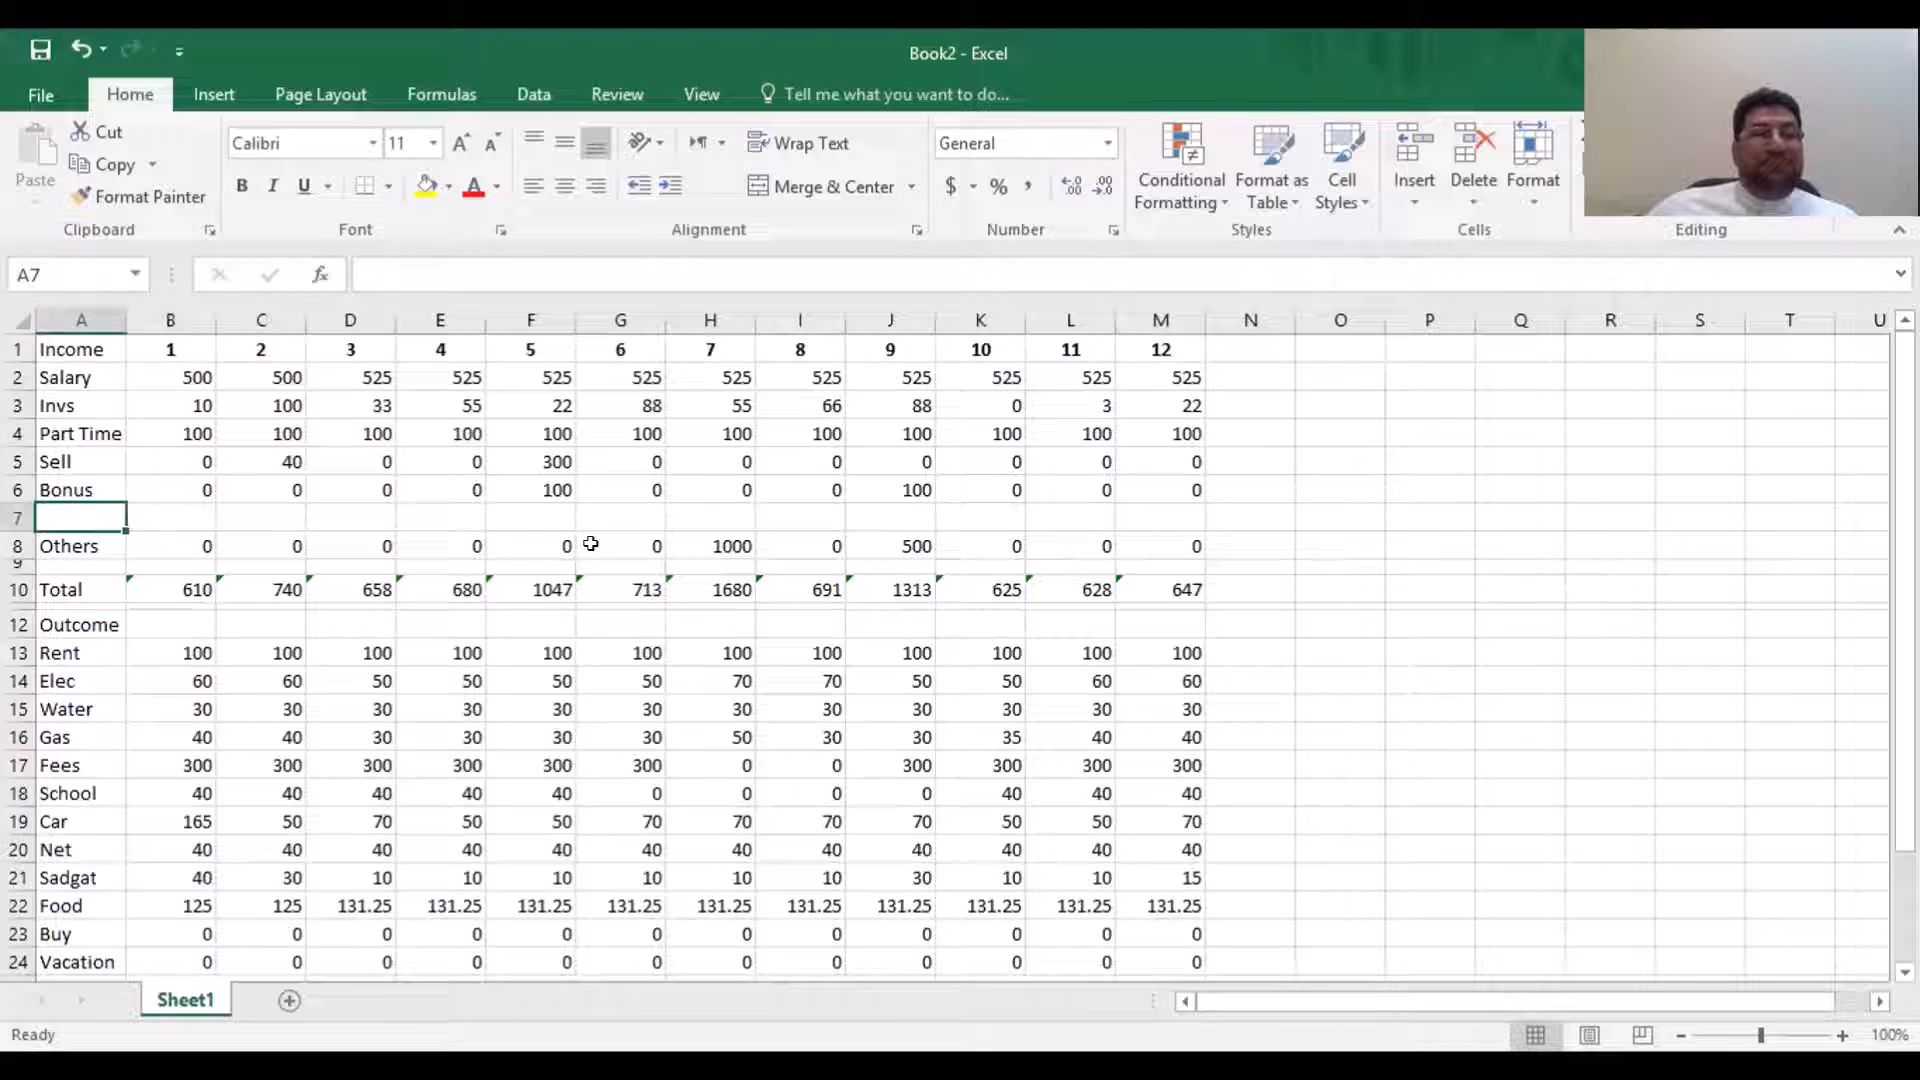 Book2 - Excel
File Home Insert Page Layout Formulas Data Review View Tell me what you want to do...
Paste Cut Copy Format Painter
Calibri 11 A A
B I U A
Wrap Text
Merge & Center
General
$ % ,
Conditional Formatting Format as Table Cell Styles Insert Delete Format
Clipboard Font Alignment Number Styles Cells Editing
A7 fx
A B C D E F G H I J K L M N O P Q R S T U
1 Income 1 2 3 4 5 6 7 8 9 10 11 12
2 Salary 500 500 525 525 525 525 525 525 525 525 525 525
3 Invs 10 100 33 55 22 88 55 66 88 0 3 22
4 Part Time 100 100 100 100 100 100 100 100 100 100 100 100
5 Sell 0 40 0 0 300 0 0 0 0 0 0 0
6 Bonus 0 0 0 0 100 0 0 0 100 0 0 0
7
8 Others 0 0 0 0 0 0 1000 0 500 0 0 0
9
10 Total 610 740 658 680 1047 713 1680 691 1313 625 628 647
12 Outcome
13 Rent 100 100 100 100 100 100 100 100 100 100 100 100
14 Elec 60 60 50 50 50 50 70 70 50 50 60 60
15 Water 30 30 30 30 30 30 30 30 30 30 30 30
16 Gas 40 40 30 30 30 30 50 30 30 35 40 40
17 Fees 300 300 300 300 300 300 0 0 300 300 300 300
18 School 40 40 40 40 40 0 0 0 0 40 40 40
19 Car 165 50 70 50 50 70 70 70 70 50 50 70
20 Net 40 40 40 40 40 40 40 40 40 40 40 40
21 Sadgat 40 30 10 10 10 10 10 10 30 10 10 15
22 Food 125 125 131.25 131.25 131.25 131.25 131.25 131.25 131.25 131.25 131.25 131.25
23 Buy 0 0 0 0 0 0 0 0 0 0 0 0
24 Vacation 0 0 0 0 0 0 0 0 0 0 0 0
Sheet1
Ready 100%